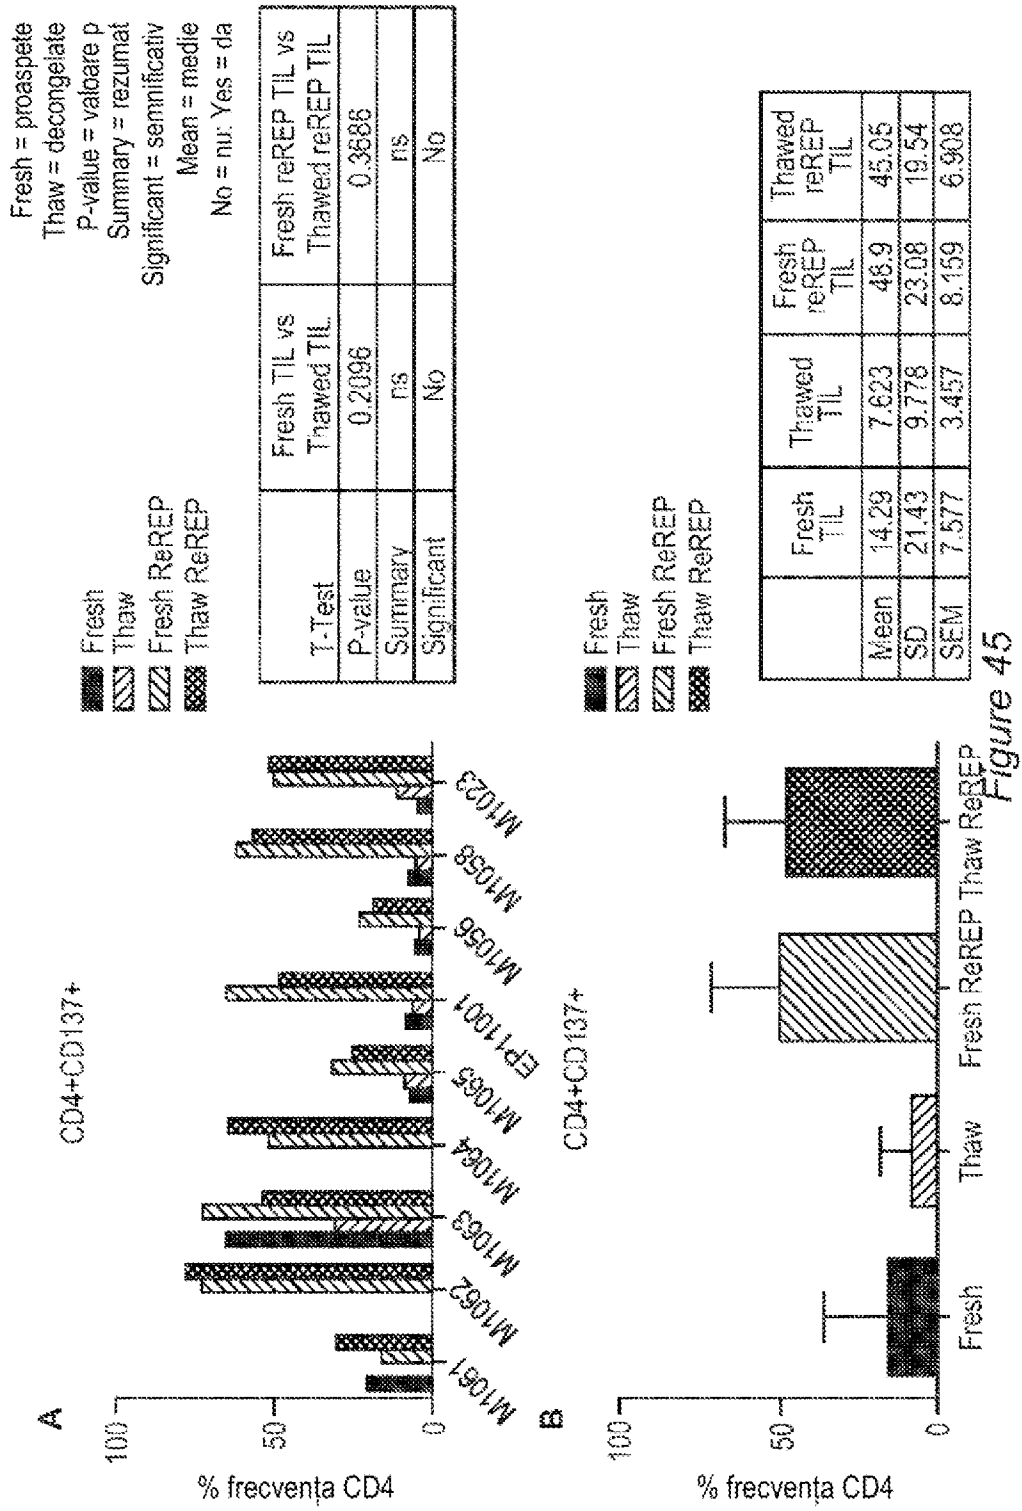 Fresh = proaspete
Thaw = decongelate
P-value = valoare p
Summary = rezumat
Significant = semnificativ
Mean = medie
No = nu: Yes = da
A
CD4+CD137+
% frecvența CD4
100
50
0
M1061
M1062
M1063
M1064
M1065
EP11001
M1056
M1058
M1023
Fresh
Thaw
Fresh ReREP
Thaw ReREP
T-Test
Fresh TIL vs
Thawed TIL
Fresh reREP TIL vs
Thawed reREP TIL
P-value 0.2096 0.3686
Summary ns ns
Significant No No
B
CD4+CD137+
% frecvența CD4
100
50
0
Fresh Thaw Fresh ReREP Thaw ReREP
Fresh
Thaw
Fresh ReREP
Thaw ReREP
Fresh
TIL
Thawed
TIL
Fresh
reREP
TIL
Thawed
reREP
TIL
Mean 14.29 7.623 46.9 45.05
SD 21.43 9.778 23.08 19.54
SEM 7.577 3.457 8.159 6.908
Figure 45